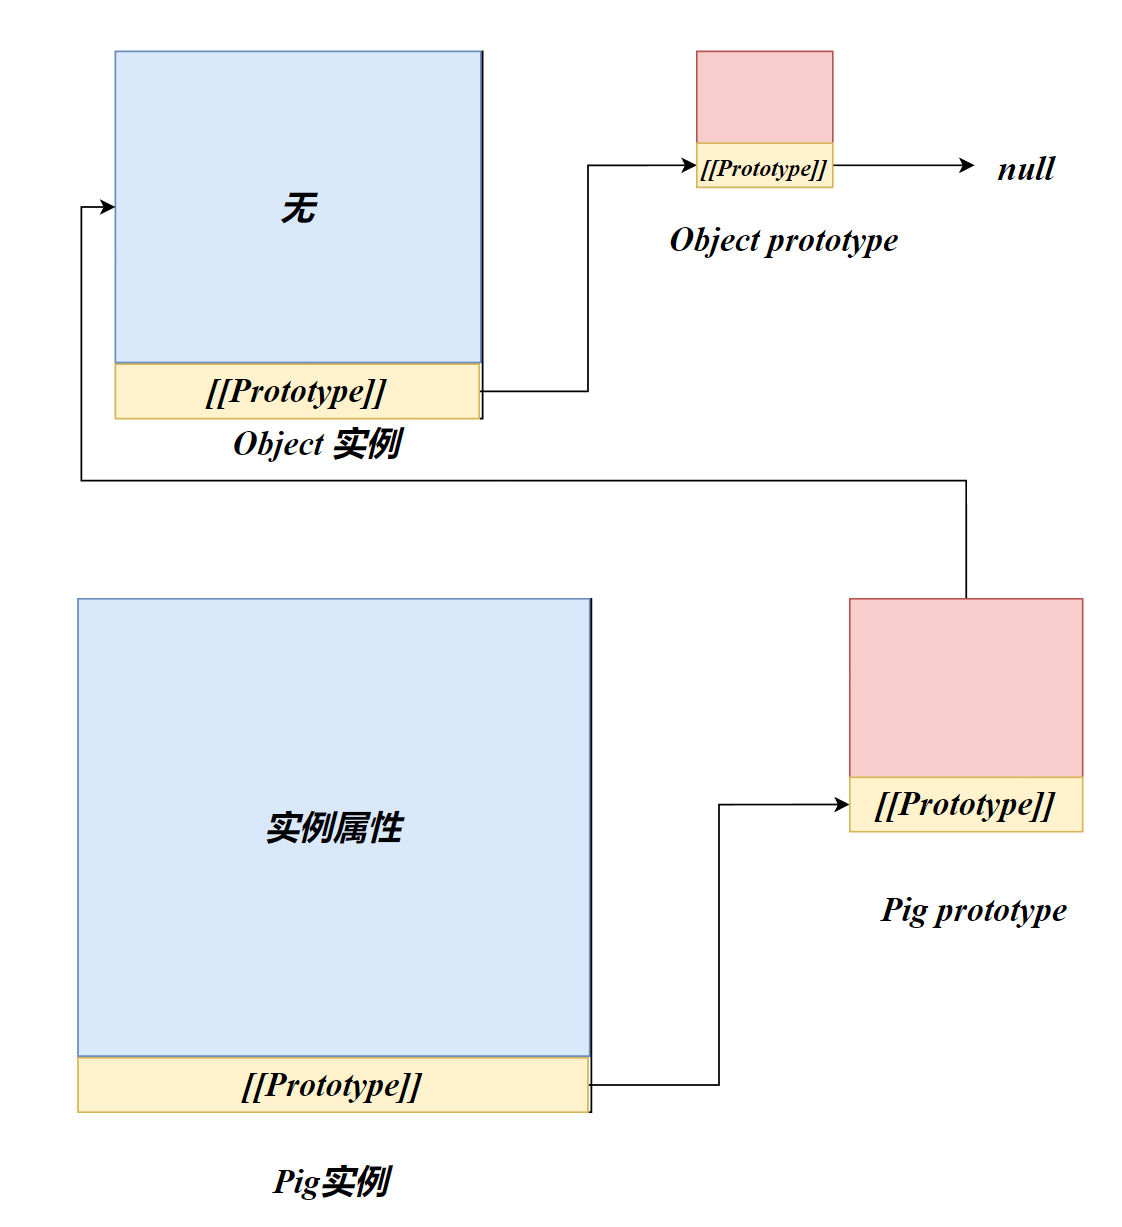 无
[[Prototype]]
Object 实例
[[Prototype]]
null
Object prototype
实例属性
[[Prototype]]
Pig实例
[[Prototype]]
Pig prototype